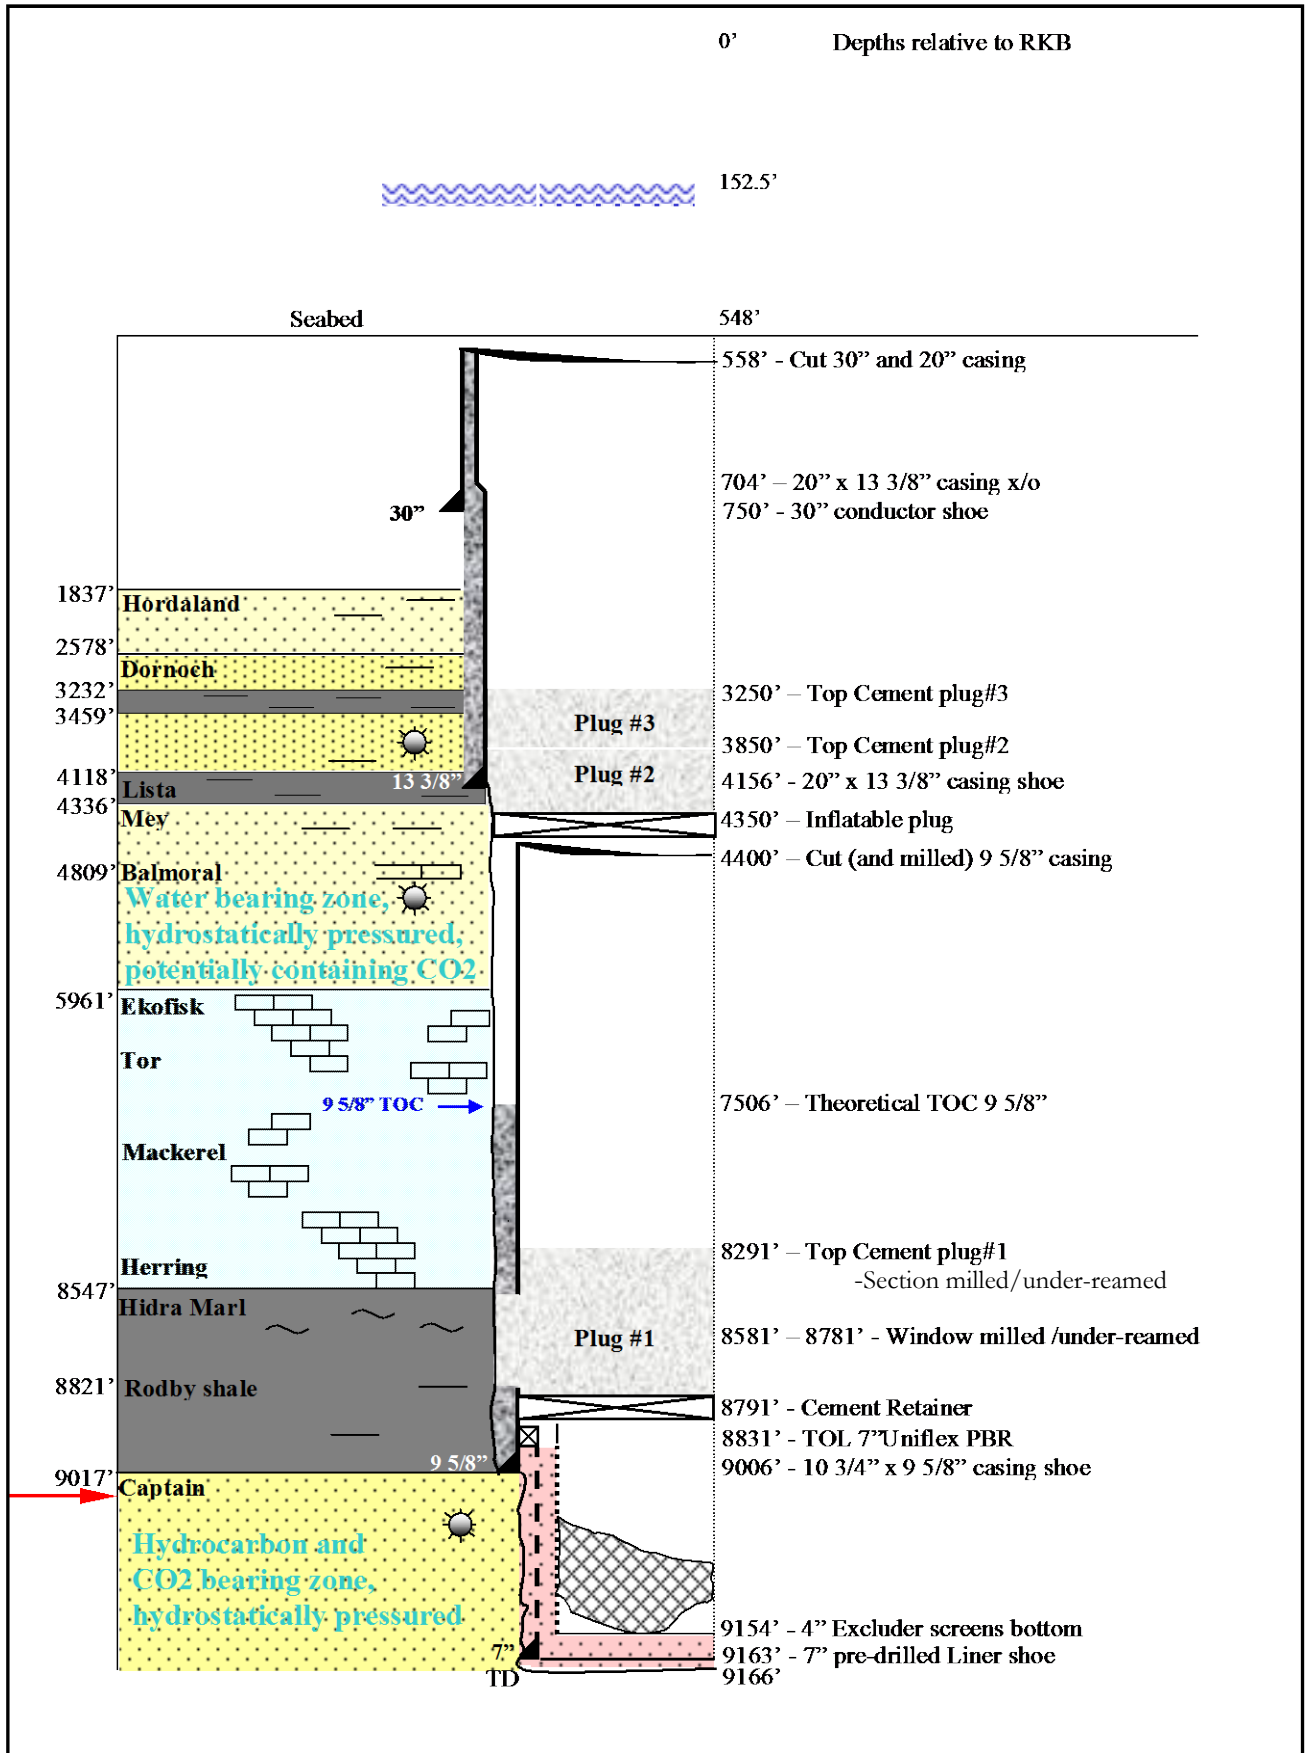 0’ Depths relative to RKB
152.5’
Seabed 548’
558’ - Cut 30” and 20” casing
704’ – 20” x 13 3/8” casing x/o
30” 750’ - 30” conductor shoe
1837’ Hordaland
2578’
Dornoch
3232’ 3250’ – Top Cement plug#3
3459’ Plug #3
3850’ – Top Cement plug#2
Plug #2
4118’ 13 3/8” 4156’ - 20” x 13 3/8” casing shoe
Lista
4336’
Mey 4350’ – Inflatable plug
4400’ – Cut (and milled) 9 5/8” casing
4809’ Balmoral
Water bearing zone,
hydrostatically pressured,
potentially containing CO2
5961’ Ekofisk
Tor
9 5/8” TOC 7506’ – Theoretical TOC 9 5/8”
Mackerel
8291’ – Top Cement plug#1
Herring -Section milled/under-reamed
8547’
Hidra Marl
Plug #1 8581’ – 8781’ - Window milled /under-reamed
8821’ Rodby shale
8791’ - Cement Retainer
8831’ - TOL 7”Uniflex PBR
9 5/8” 9006’ - 10 3/4” x 9 5/8” casing shoe
9017’
Captain
Hydrocarbon and
CO2 bearing zone,
hydrostatically pressured
9154’ - 4” Excluder screens bottom
7” 9163’ - 7” pre-drilled Liner shoe
TD 9166’